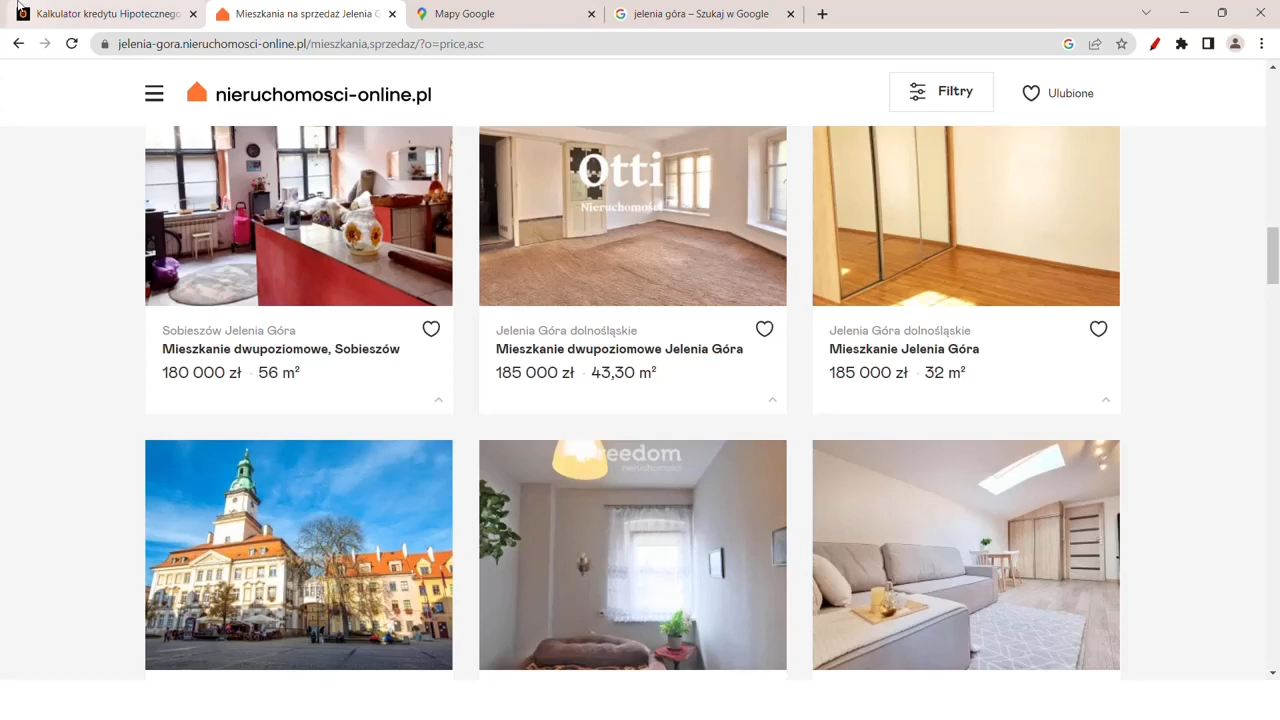 Kalkulator kredytu Hipotecznego
Mieszkania na sprzedaż Jelenia G
Mapy Google
jelenia góra – Szukaj w Google
jelenia-gora.nieruchomosci-online.pl/mieszkania,sprzedaz/?o=price,asc
nieruchomosci-online.pl
Filtry
Ulubione
Otti
Nieruchomości
Sobieszów Jelenia Góra
Mieszkanie dwupoziomowe, Sobieszów
180 000 zł · 56 m²
Jelenia Góra dolnośląskie
Mieszkanie dwupoziomowe Jelenia Góra
185 000 zł · 43,30 m²
Jelenia Góra dolnośląskie
Mieszkanie Jelenia Góra
185 000 zł · 32 m²
reedom
nieruchomości